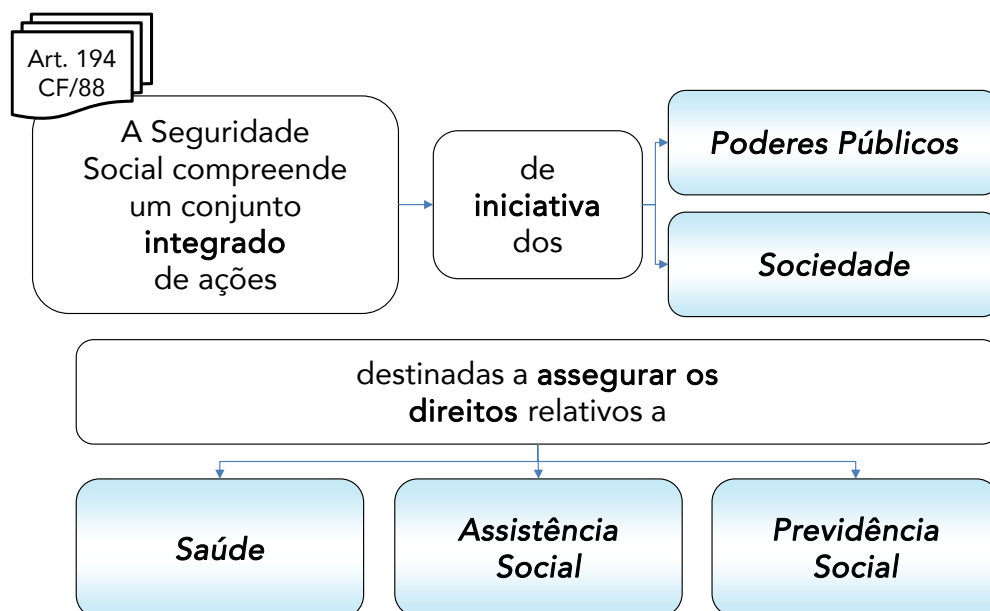 Art. 194
CF/88
A Seguridade
Social compreende
um conjunto
integrado
de ações
de
iniciativa
dos
Poderes Públicos
Sociedade
destinadas a assegurar os
direitos relativos a
Saúde
Assistência
Social
Previdência
Social